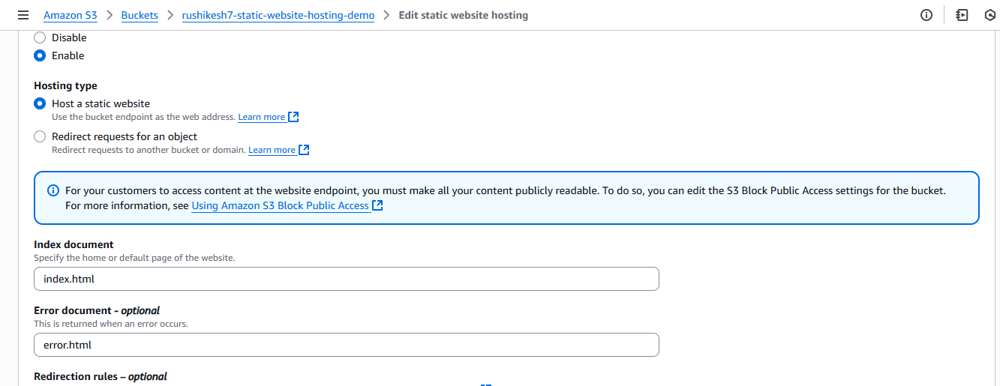 Amazon S3 > Buckets > rushikesh7-static-website-hosting-demo > Edit static website hosting
Disable
Enable
Hosting type
Host a static website
Use the bucket endpoint as the web address. Learn more
Redirect requests for an object
Redirect requests to another bucket or domain. Learn more
For your customers to access content at the website endpoint, you must make all your content publicly readable. To do so, you can edit the S3 Block Public Access settings for the bucket.
For more information, see Using Amazon S3 Block Public Access
Index document
Specify the home or default page of the website.
index.html
Error document - optional
This is returned when an error occurs.
error.html
Redirection rules – optional